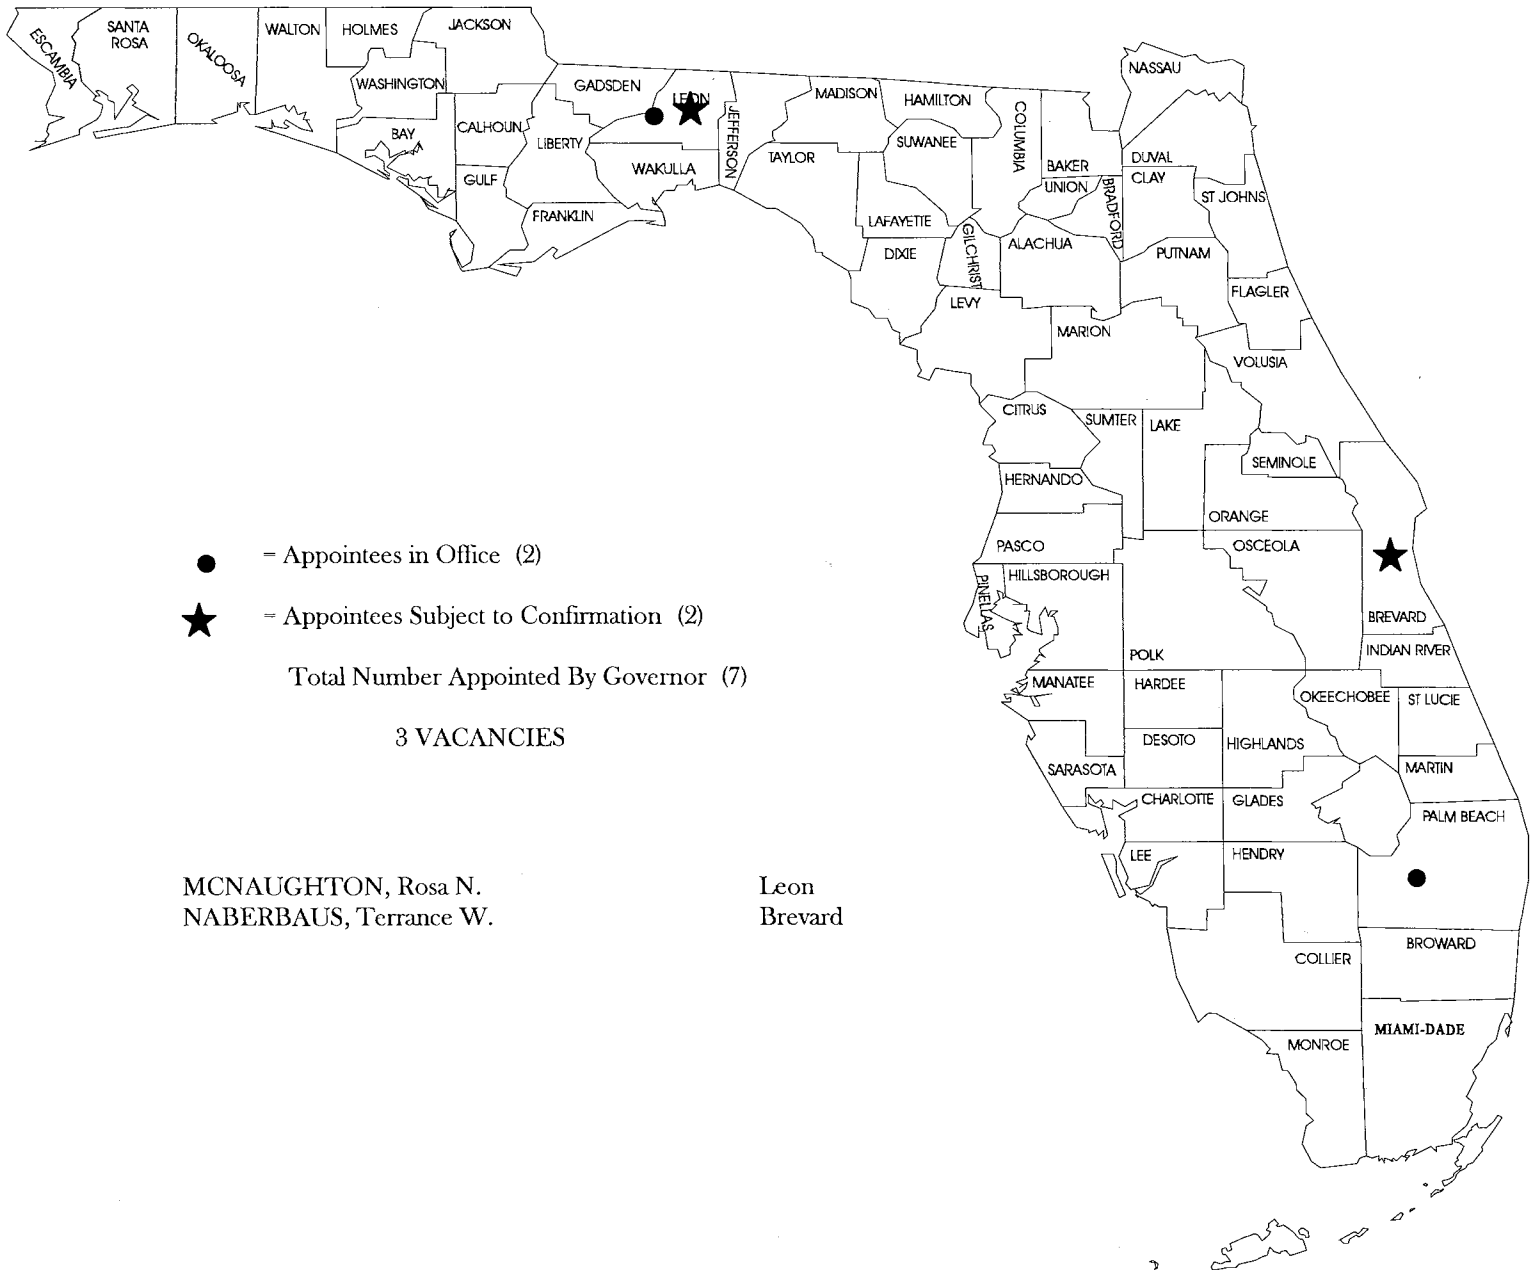 ESCAMBIA
SANTA
ROSA
OKALOOSA
WALTON
HOLMES
JACKSON
WASHINGTON
GADSDEN
LEON
JEFFERSON
MADISON
HAMILTON
COLUMBIA
NASSAU
BAY
CALHOUN
LIBERTY
WAKULLA
TAYLOR
SUWANEE
BAKER
DUVAL
GULF
FRANKLIN
LAFAYETTE
UNION
BRADFORD
CLAY
ST JOHNS
DIXIE
GILCHRIST
ALACHUA
PUTNAM
FLAGLER
LEVY
MARION
VOLUSIA
CITRUS
SUMTER
LAKE
SEMINOLE
HERNANDO
ORANGE
PASCO
OSCEOLA
PINELLAS
HILLSBOROUGH
BREVARD
POLK
INDIAN RIVER
MANATEE
HARDEE
OKEECHOBEE
ST LUCIE
DESOTO
HIGHLANDS
SARASOTA
MARTIN
CHARLOTTE
GLADES
PALM BEACH
LEE
HENDRY
BROWARD
COLLIER
MIAMI-DADE
MONROE
= Appointees in Office (2)
= Appointees Subject to Confirmation (2)
Total Number Appointed By Governor (7)
3 VACANCIES
MCNAUGHTON, Rosa N. Leon
NABERBAUS, Terrance W. Brevard